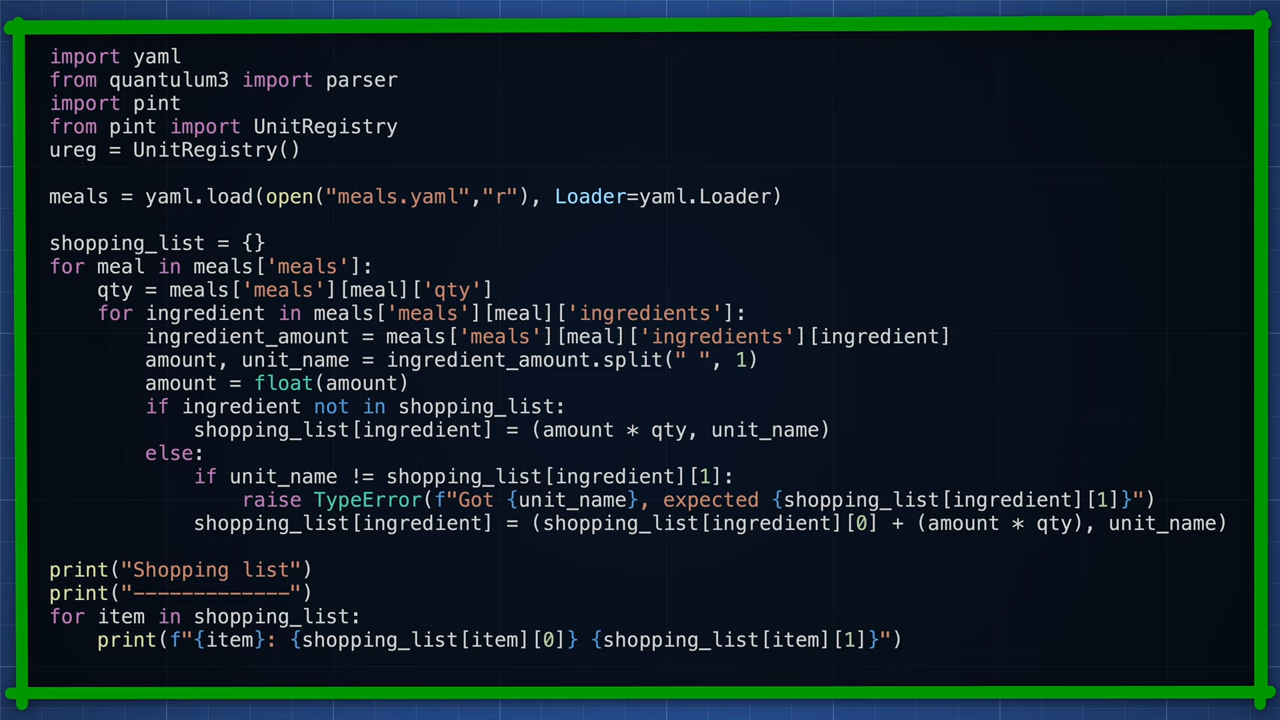 import yaml
from quantulum3 import parser
import pint
from pint import UnitRegistry
ureg = UnitRegistry()

meals = yaml.load(open("meals.yaml","r"), Loader=yaml.Loader)

shopping_list = {}
for meal in meals['meals']:
    qty = meals['meals'][meal]['qty']
    for ingredient in meals['meals'][meal]['ingredients']:
        ingredient_amount = meals['meals'][meal]['ingredients'][ingredient]
        amount, unit_name = ingredient_amount.split(" ", 1)
        amount = float(amount)
        if ingredient not in shopping_list:
            shopping_list[ingredient] = (amount * qty, unit_name)
        else:
            if unit_name != shopping_list[ingredient][1]:
                raise TypeError(f"Got {unit_name}, expected {shopping_list[ingredient][1]}")
            shopping_list[ingredient] = (shopping_list[ingredient][0] + (amount * qty), unit_name)

print("Shopping list")
print("-------------")
for item in shopping_list:
    print(f"{item}: {shopping_list[item][0]} {shopping_list[item][1]}")